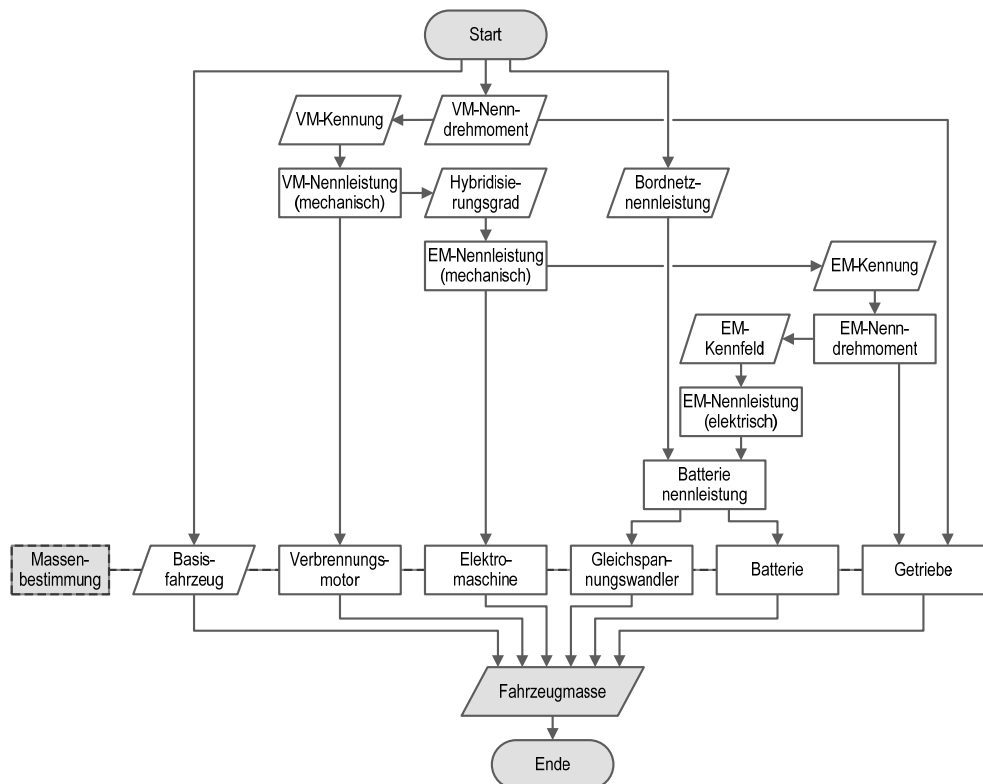 Start
VM-Kennung
VM-Nenn-
drehmoment
VM-Nennleistung
(mechanisch)
Hybridisie-
rungsgrad
Bordnetz-
nennleistung
EM-Nennleistung
(mechanisch)
EM-Kennung
EM-
Kennfeld
EM-Nenn-
drehmoment
EM-Nennleistung
(elektrisch)
Batterie
nennleistung
Massen-
bestimmung
Basis-
fahrzeug
Verbrennungs-
motor
Elektro-
maschine
Gleichspan-
nungswandler
Batterie
Getriebe
Fahrzeugmasse
Ende